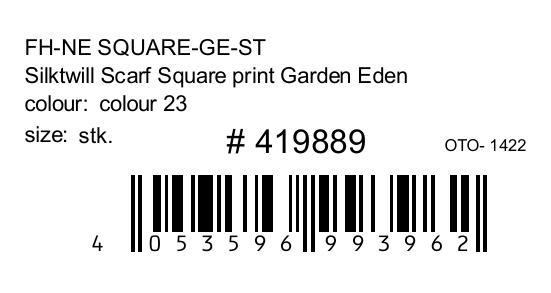 FH-NE SQUARE-GE-ST
Silktwill Scarf Square print Garden Eden
colour: colour 23
size: stk.
# 419889
OTO- 1422
4 053596 993962